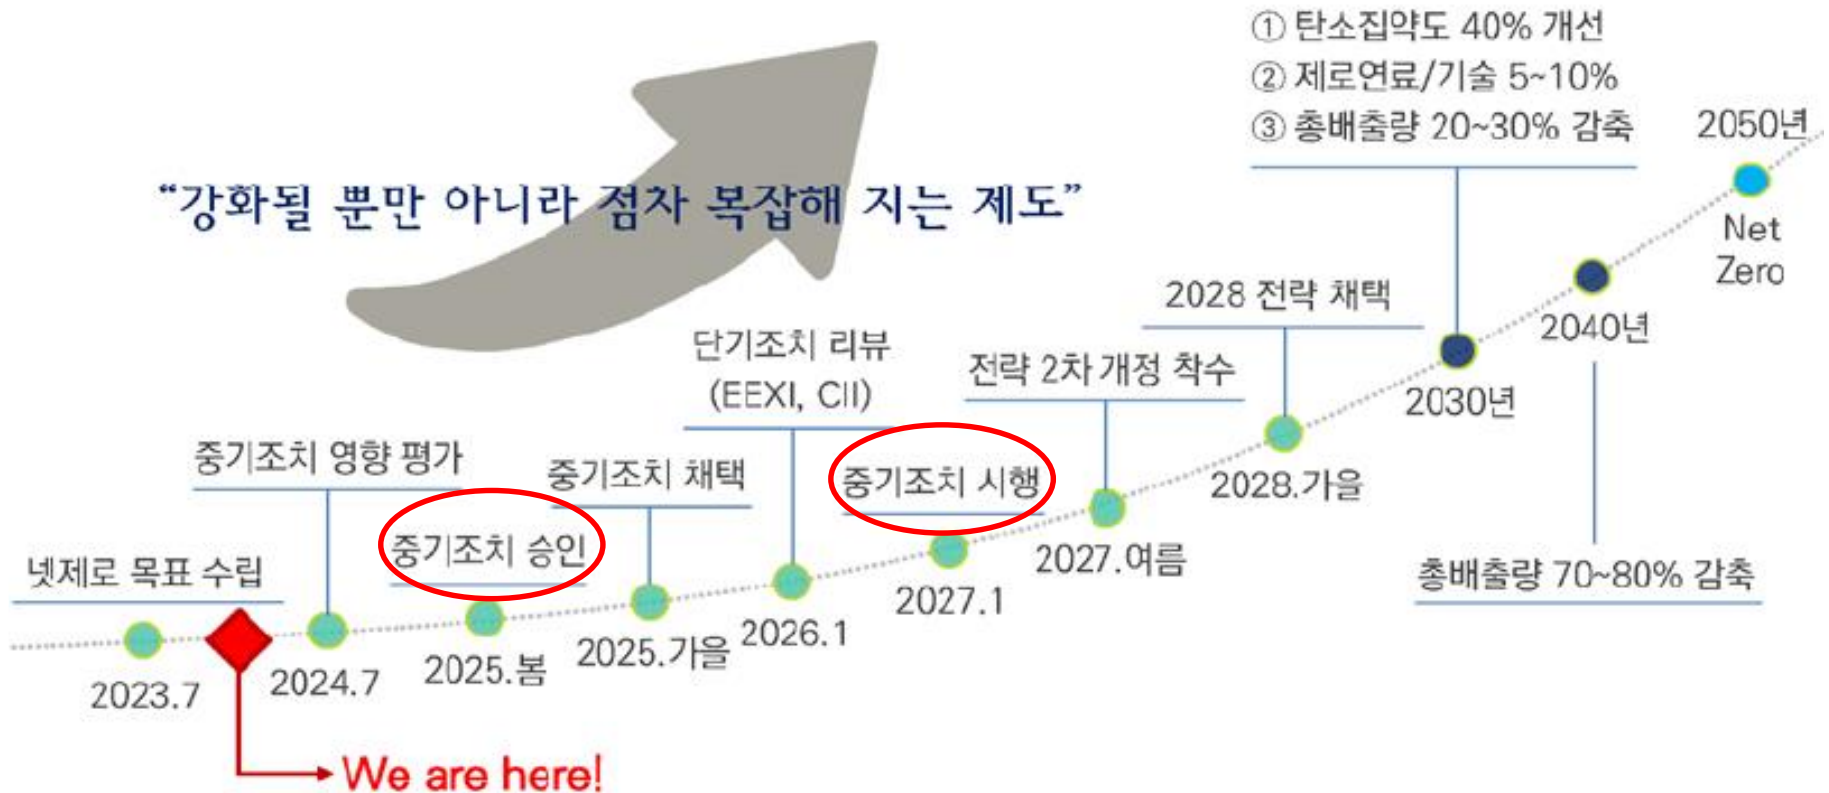 ① 탄소집약도 40% 개선
② 제로연료/기술 5~10%
③ 총배출량 20~30% 감축
2050년
Net
Zero
“강화될 뿐만 아니라 점차 복잡해 지는 제도”
2028 전략 채택
2040년
단기조치 리뷰
(EEXI, CII)
전략 2차 개정 착수
2030년
중기조치 영향 평가
중기조치 채택
중기조치 시행
2028.가을
넷제로 목표 수립
중기조치 승인
2027.여름
총배출량 70~80% 감축
2027.1
2026.1
2025.가을
2025.봄
2024.7
2023.7
We are here!